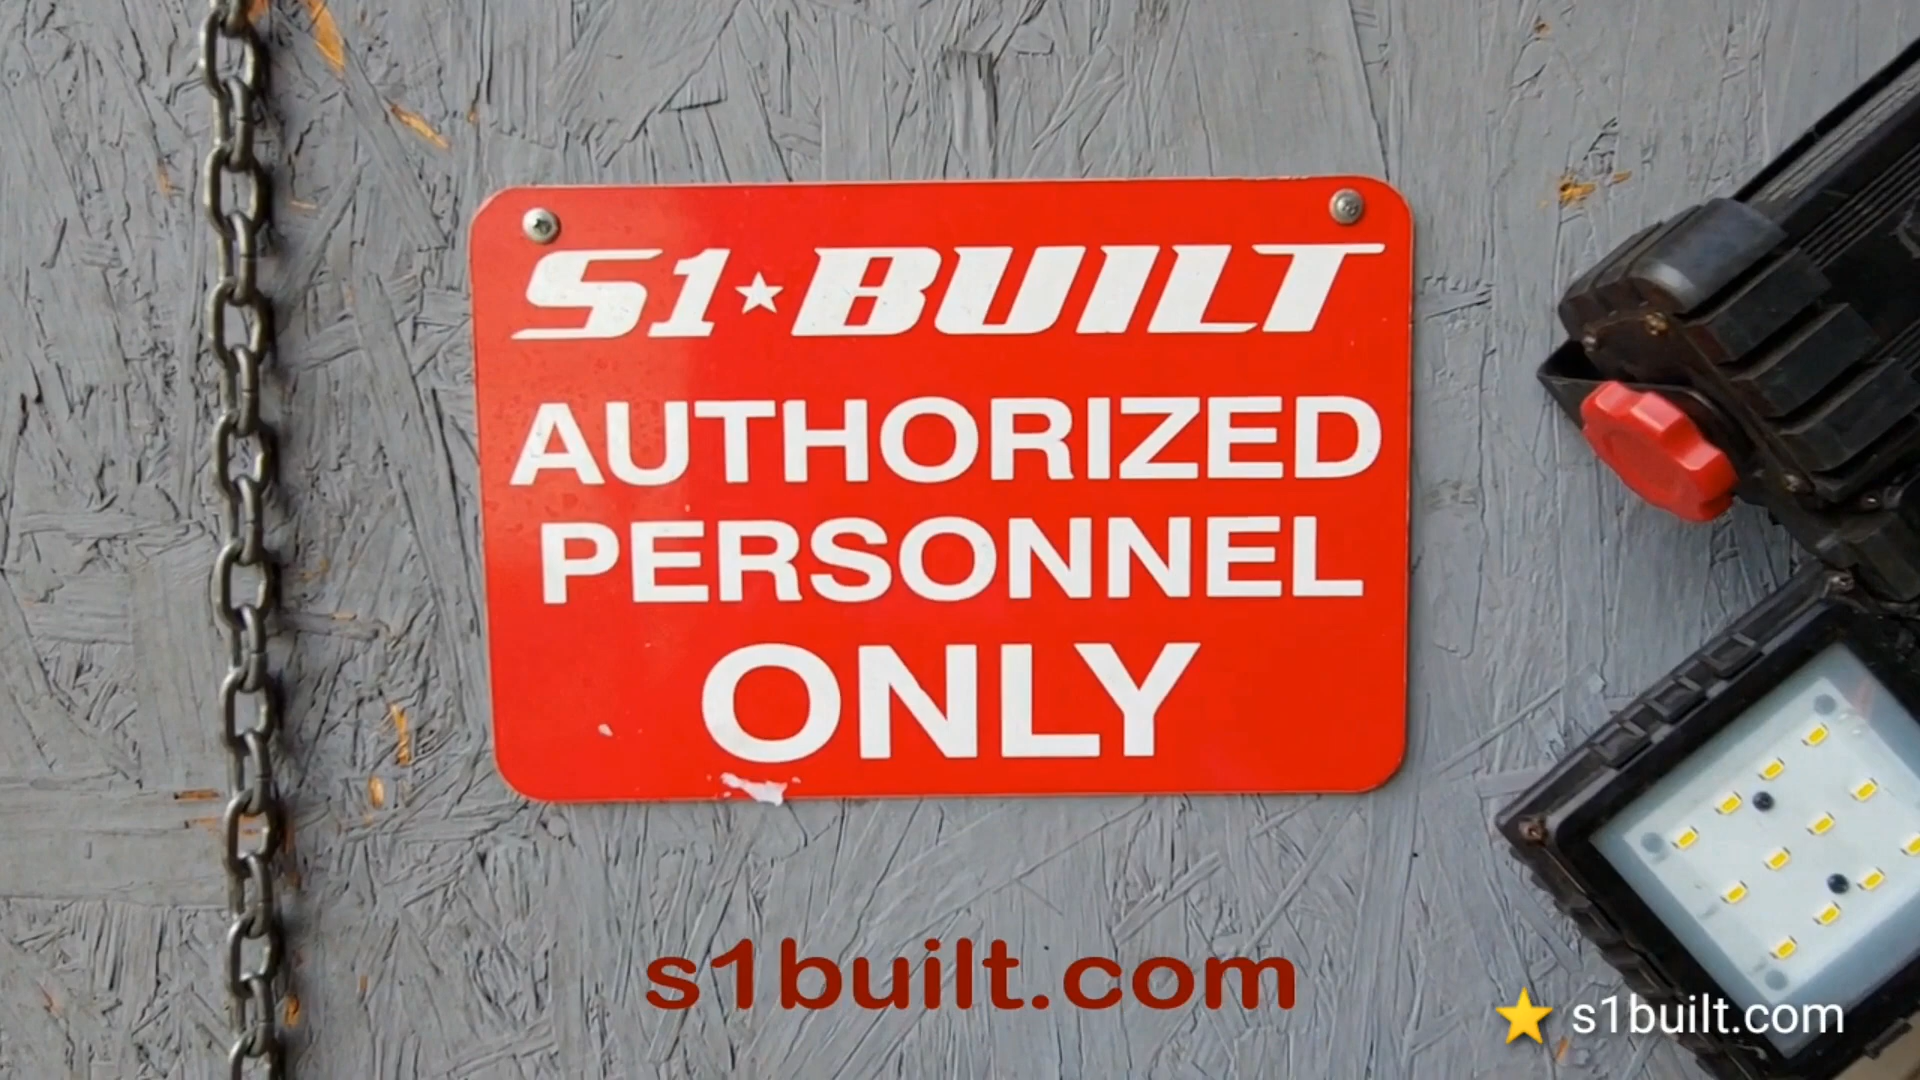 S1★BUILT
AUTHORIZED
PERSONNEL
ONLY
s1built.com
⭐ s1built.com